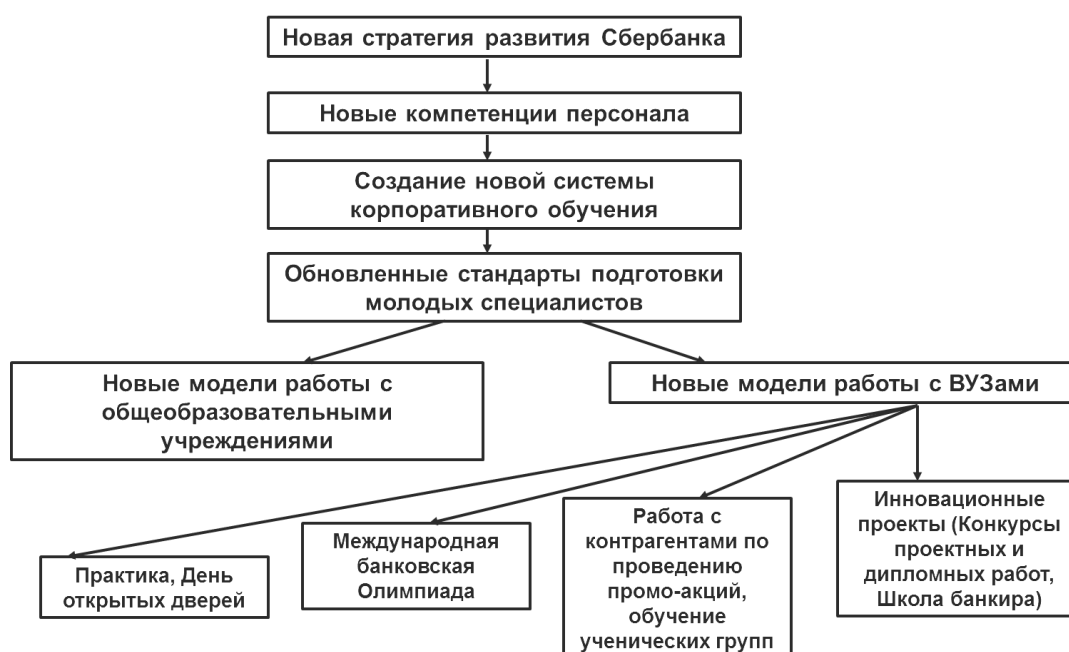 Новая стратегия развития Сбербанка
Новые компетенции персонала
Создание новой системы
корпоративного обучения
Обновленные стандарты подготовки
молодых специалистов
Новые модели работы с
общеобразовательными
учреждениями
Новые модели работы с ВУЗами
Практика, День
открытых дверей
Международная
банковская
Олимпиада
Работа с
контрагентами по
проведению
промо-акций,
обучение
ученических групп
Инновационные
проекты (Конкурсы
проектных и
дипломных работ,
Школа банкира)